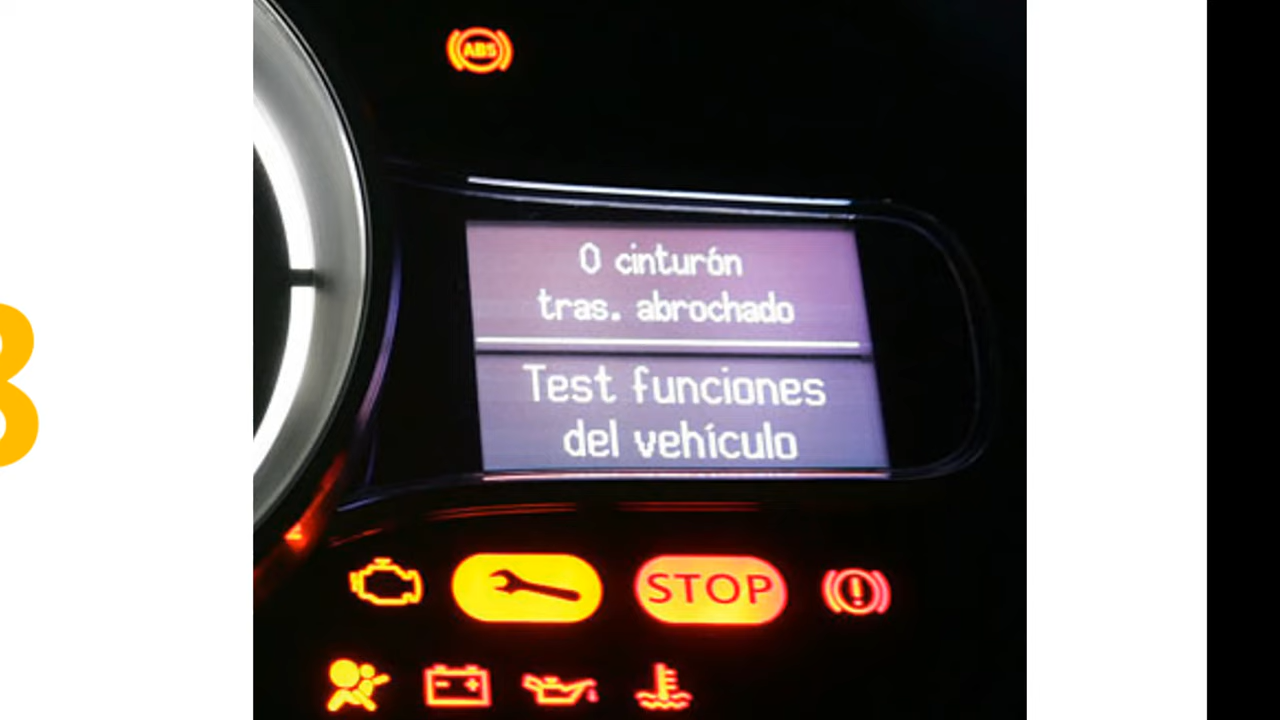 ABS
0 cinturón
tras. abrochado
Test funciones
del vehículo
STOP